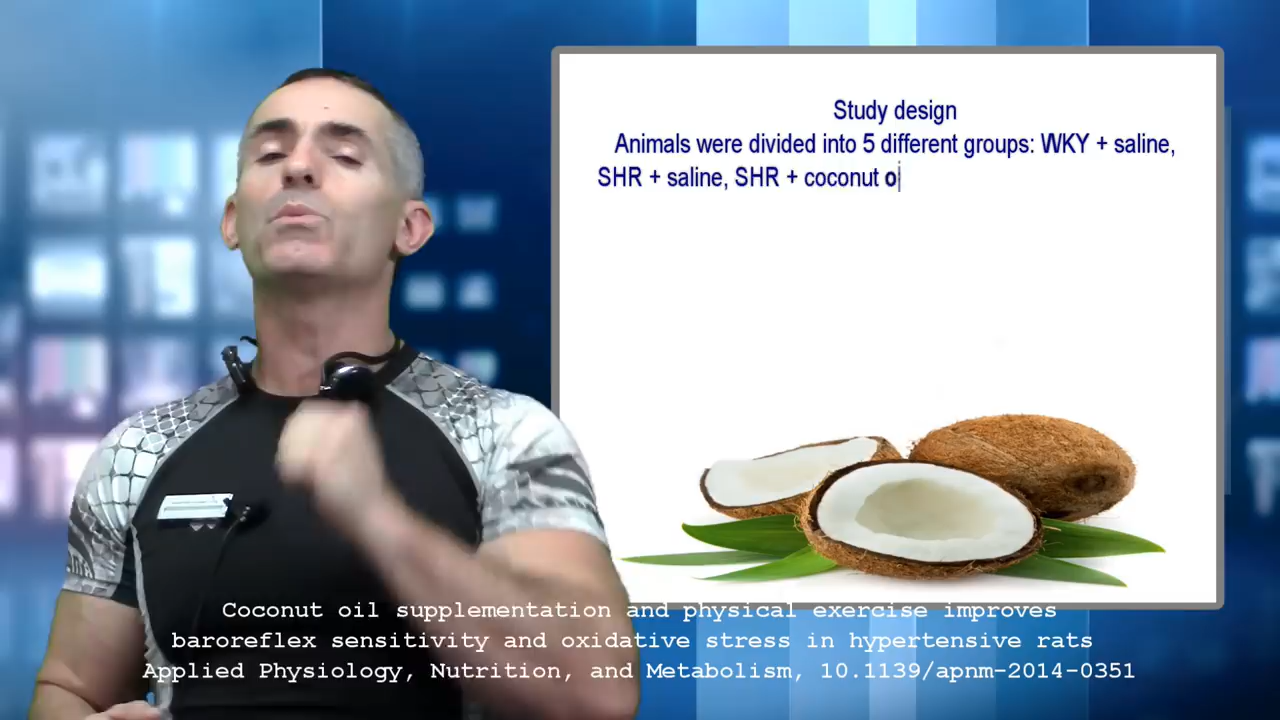 Study design
Animals were divided into 5 different groups: WKY + saline,
SHR + saline, SHR + coconut o
Coconut oil supplementation and physical exercise improves
baroreflex sensitivity and oxidative stress in hypertensive rats
Applied Physiology, Nutrition, and Metabolism, 10.1139/apnm-2014-0351